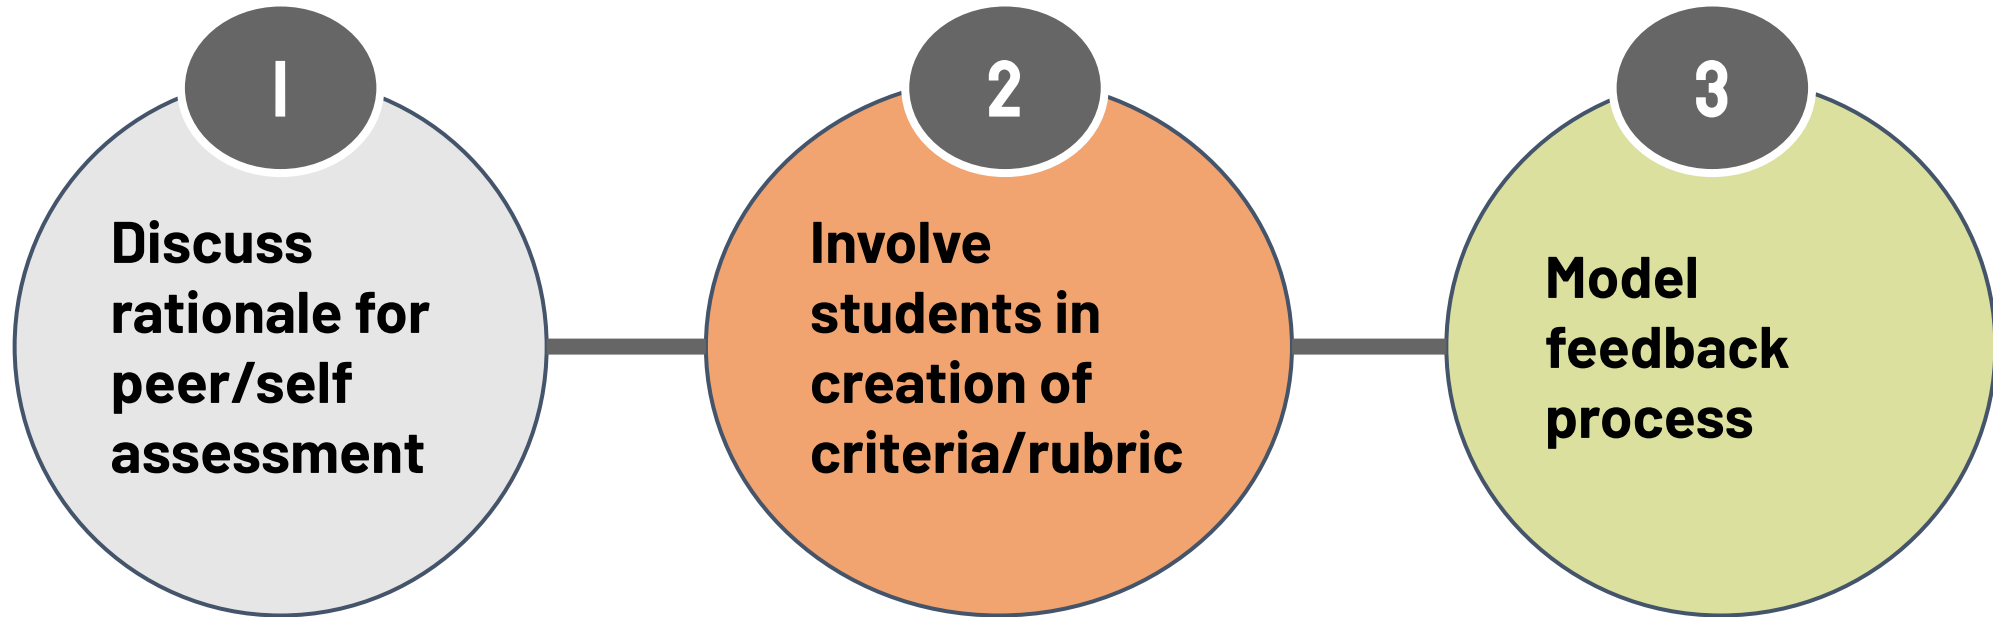 1
Discuss
rationale for
peer/self
assessment
2
Involve
students in
creation of
criteria/rubric
3
Model
feedback
process